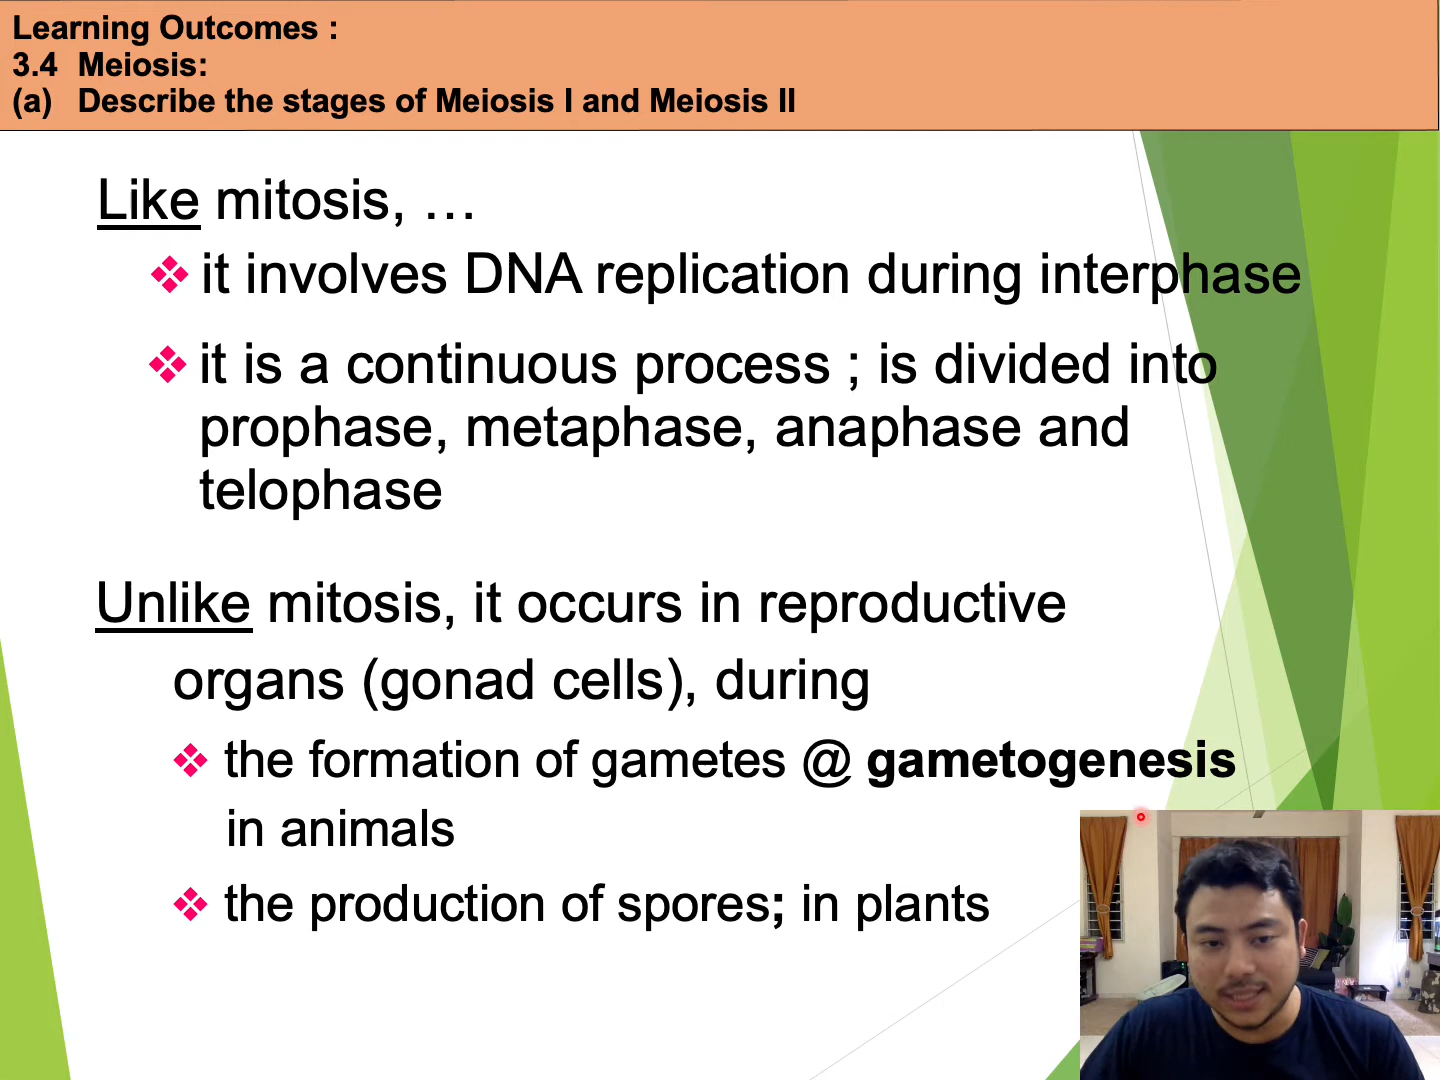 Learning Outcomes :
3.4 Meiosis:
(a) Describe the stages of Meiosis I and Meiosis II
Like mitosis, …
❖ it involves DNA replication during interphase
❖ it is a continuous process ; is divided into
prophase, metaphase, anaphase and
telophase
Unlike mitosis, it occurs in reproductive
organs (gonad cells), during
❖ the formation of gametes @ gametogenesis
in animals
❖ the production of spores; in plants